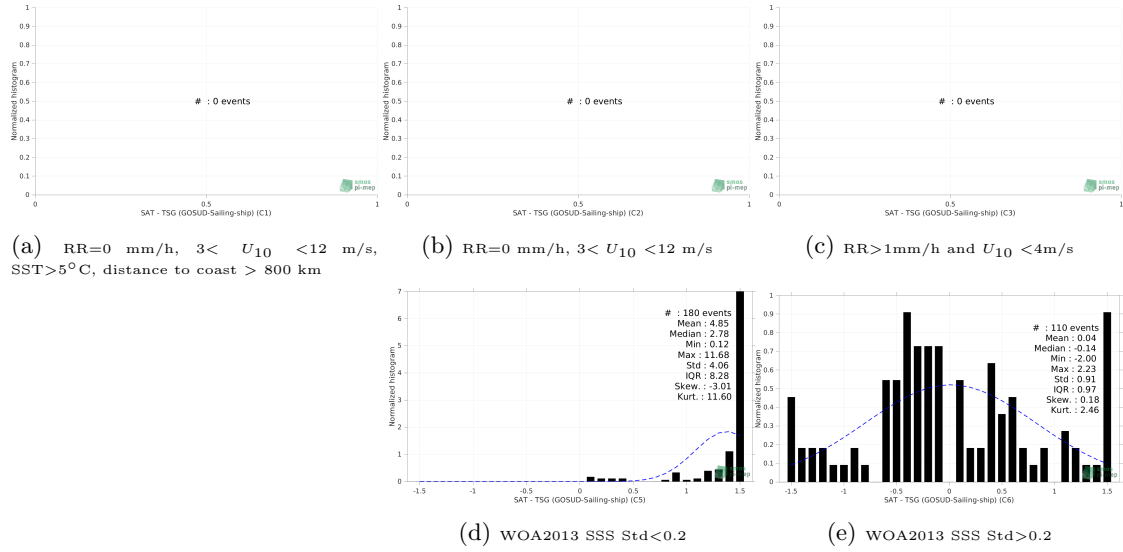 1
0.9
0.8
0.7
0.6
0.5
0.4
0.3
0.2
0.1
0
Normalized histogram
# : 0 events
smos
pi-mep
0 0.5 1
SAT - TSG (GOSUD-Sailing-ship) (C1)
(a) RR=0 mm/h, 3< U10 <12 m/s,
SST>5°C, distance to coast > 800 km
1
0.9
0.8
0.7
0.6
0.5
0.4
0.3
0.2
0.1
0
Normalized histogram
# : 0 events
smos
pi-mep
0 0.5 1
SAT - TSG (GOSUD-Sailing-ship) (C2)
(b) RR=0 mm/h, 3< U10 <12 m/s
1
0.9
0.8
0.7
0.6
0.5
0.4
0.3
0.2
0.1
0
Normalized histogram
# : 0 events
smos
pi-mep
0 0.5 1
SAT - TSG (GOSUD-Sailing-ship) (C3)
(c) RR>1mm/h and U10 <4m/s
7
6
5
4
3
2
1
0
Normalized histogram
# : 180 events
Mean : 4.85
Median : 2.78
Min : 0.12
Max : 11.68
Std : 4.06
IQR : 8.28
Skew. : -3.01
Kurt. : 11.60
-1.5 -1 -0.5 0 0.5 1 1.5
SAT - TSG (GOSUD-Sailing-ship) (C5)
(d) WOA2013 SSS Std<0.2
1
0.9
0.8
0.7
0.6
0.5
0.4
0.3
0.2
0.1
0
Normalized histogram
# : 110 events
Mean : 0.04
Median : -0.14
Min : -2.00
Max : 2.23
Std : 0.91
IQR : 0.97
Skew. : 0.18
Kurt. : 2.46
-1.5 -1 -0.5 0 0.5 1 1.5
SAT - TSG (GOSUD-Sailing-ship) (C6)
(e) WOA2013 SSS Std>0.2